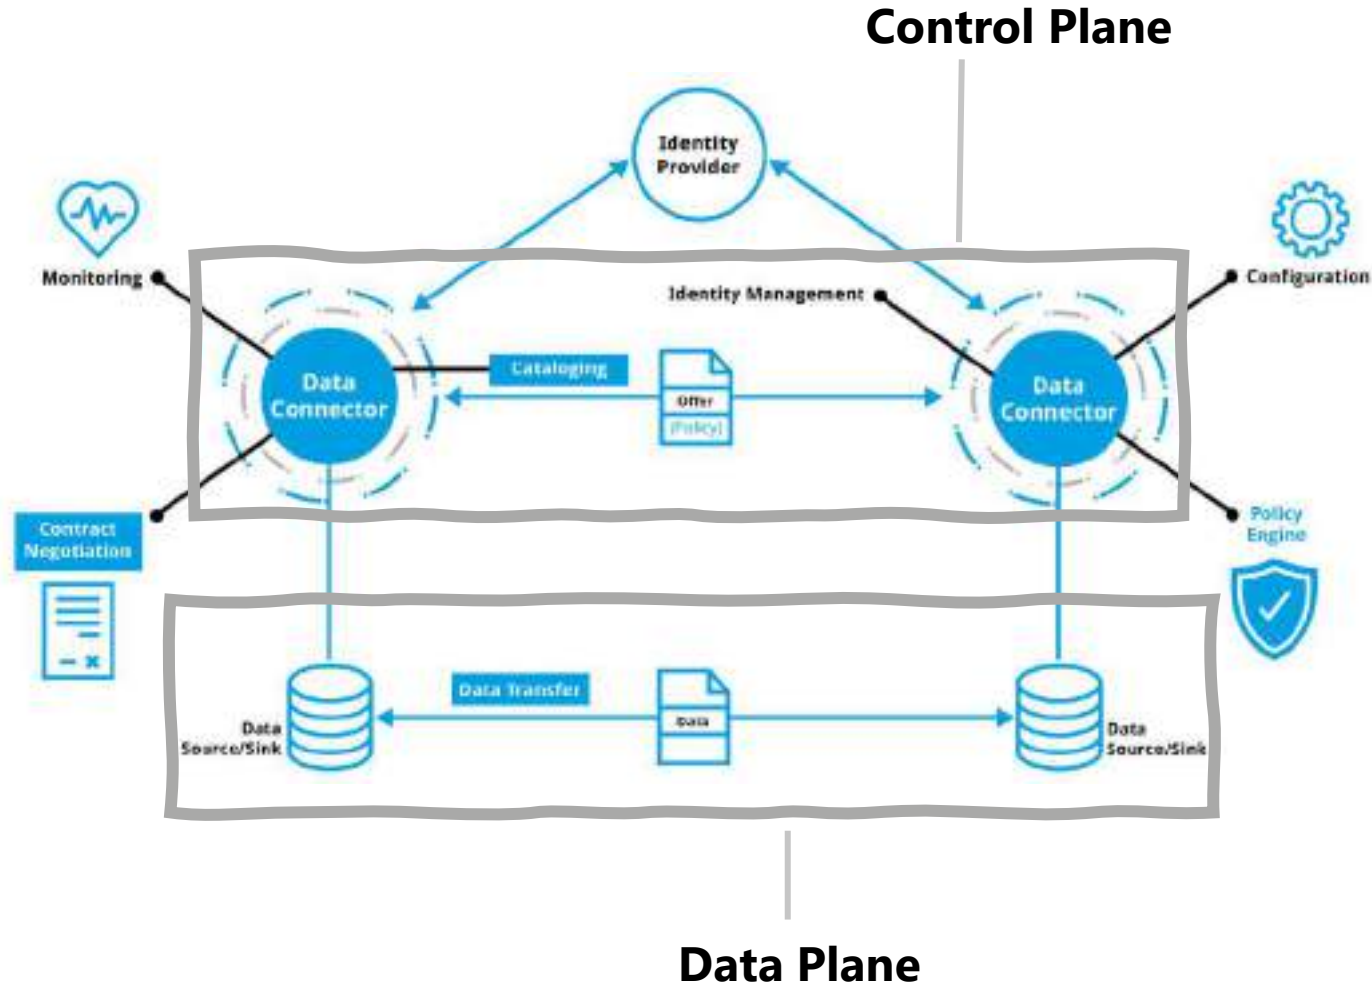 Control Plane
Identity
Provider
Monitoring
Configuration
Identity Management
Cataloging
Data
Connector
Offer
(Policy)
Data
Connector
Contract
Negotiation
Policy
Engine
Data Transfer
Data
Source/Sink
Data
Data
Source/Sink
Data Plane